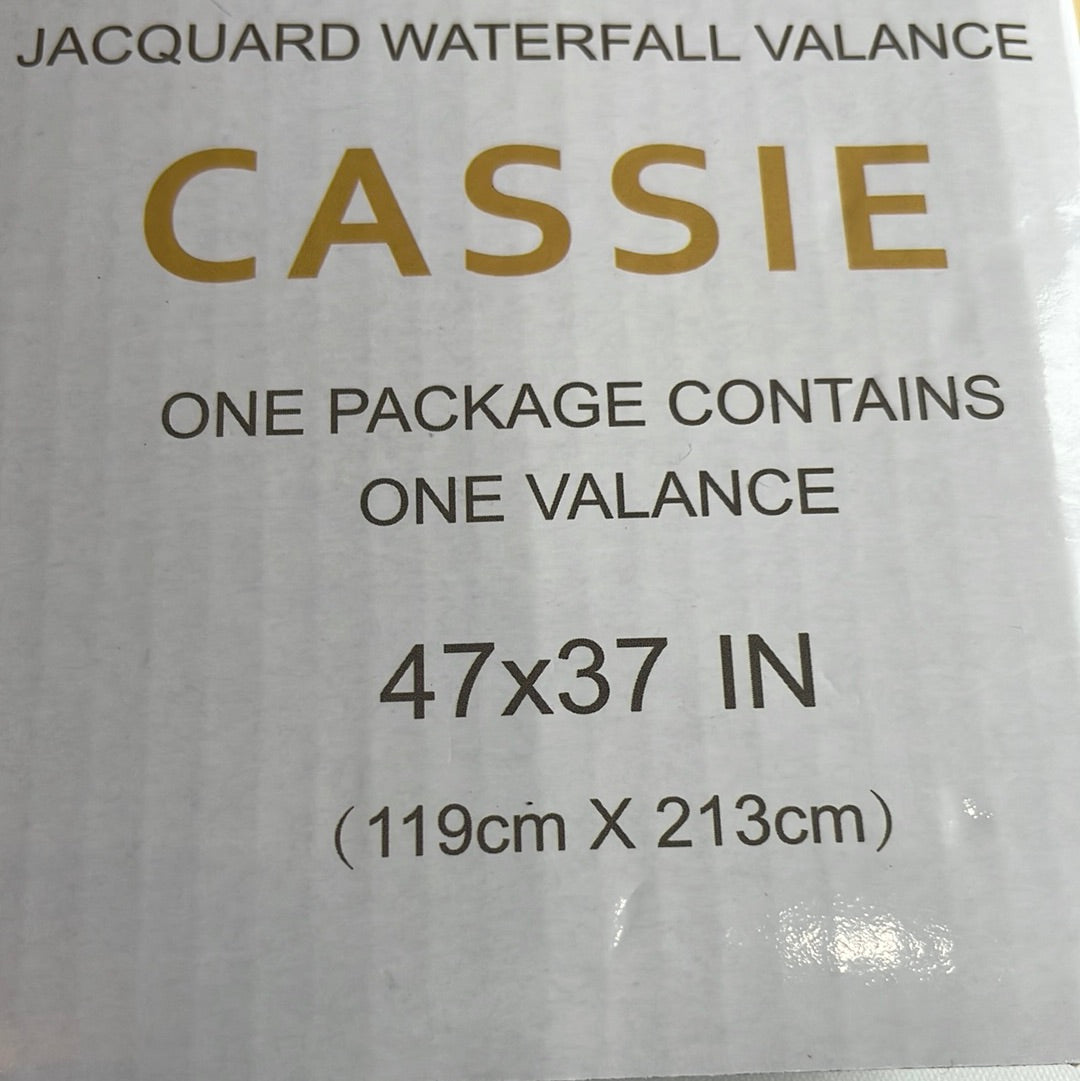 JACQUARD WATERFALL VALANCE
CASSIE
ONE PACKAGE CONTAINS
ONE VALANCE
47x37 IN
(119cm X 213cm)